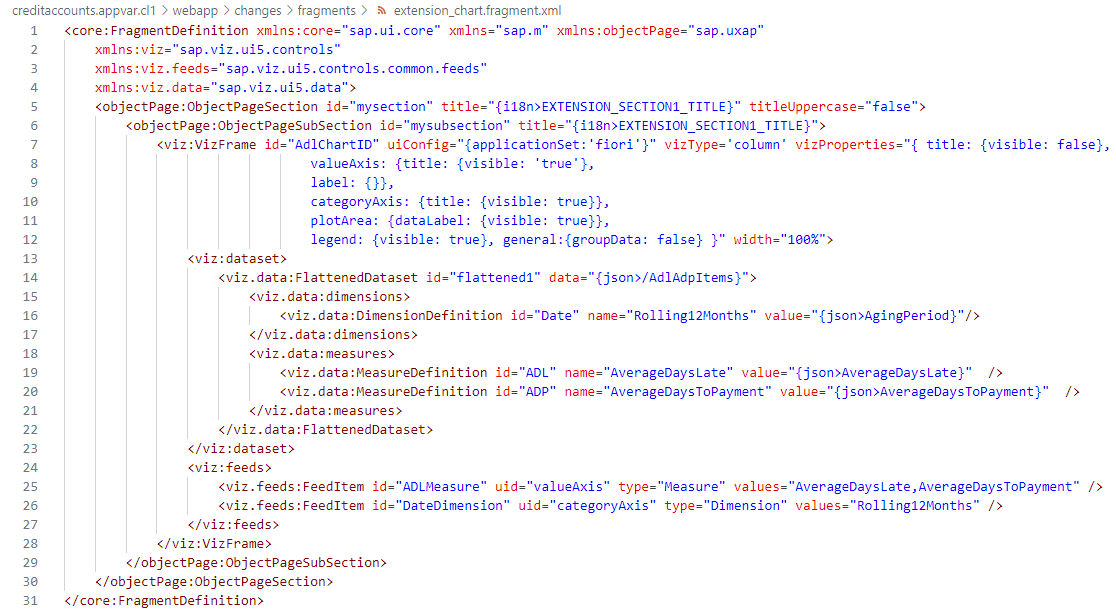 creditaccounts.appvar.cl1 > webapp > changes > fragments > extension_chart.fragment.xml
1 <core:FragmentDefinition xmlns:core="sap.ui.core" xmlns="sap.m" xmlns:objectPage="sap.uxap"
2 xmlns:viz="sap.viz.ui5.controls"
3 xmlns:viz.feeds="sap.viz.ui5.controls.common.feeds"
4 xmlns:viz.data="sap.viz.ui5.data">
5 <objectPage:ObjectPageSection id="mysection" title="{i18n>EXTENSION_SECTION1_TITLE}" titleUppercase="false">
6 <objectPage:ObjectPageSubSection id="mysubsection" title="{i18n>EXTENSION_SECTION1_TITLE}">
7 <viz:VizFrame id="AdlChartID" uiConfig="{applicationSet:'fiori'}" vizType='column' vizProperties="{ title: {visible: false},
8 valueAxis: {title: {visible: 'true'},
9 label: {}},
10 categoryAxis: {title: {visible: true}},
11 plotArea: {dataLabel: {visible: true}},
12 legend: {visible: true}, general:{groupData: false} }" width="100%">
13 <viz:dataset>
14 <viz.data:FlattenedDataset id="flattened1" data="{json>/AdlAdpItems}">
15 <viz.data:dimensions>
16 <viz.data:DimensionDefinition id="Date" name="Rolling12Months" value="{json>AgingPeriod}"/>
17 </viz.data:dimensions>
18 <viz.data:measures>
19 <viz.data:MeasureDefinition id="ADL" name="AverageDaysLate" value="{json>AverageDaysLate}"  />
20 <viz.data:MeasureDefinition id="ADP" name="AverageDaysToPayment" value="{json>AverageDaysToPayment}"  />
21 </viz.data:measures>
22 </viz.data:FlattenedDataset>
23 </viz:dataset>
24 <viz:feeds>
25 <viz.feeds:FeedItem id="ADLMeasure" uid="valueAxis" type="Measure" values="AverageDaysLate,AverageDaysToPayment" />
26 <viz.feeds:FeedItem id="DateDimension" uid="categoryAxis" type="Dimension" values="Rolling12Months" />
27 </viz:feeds>
28 </viz:VizFrame>
29 </objectPage:ObjectPageSubSection>
30 </objectPage:ObjectPageSection>
31 </core:FragmentDefinition>